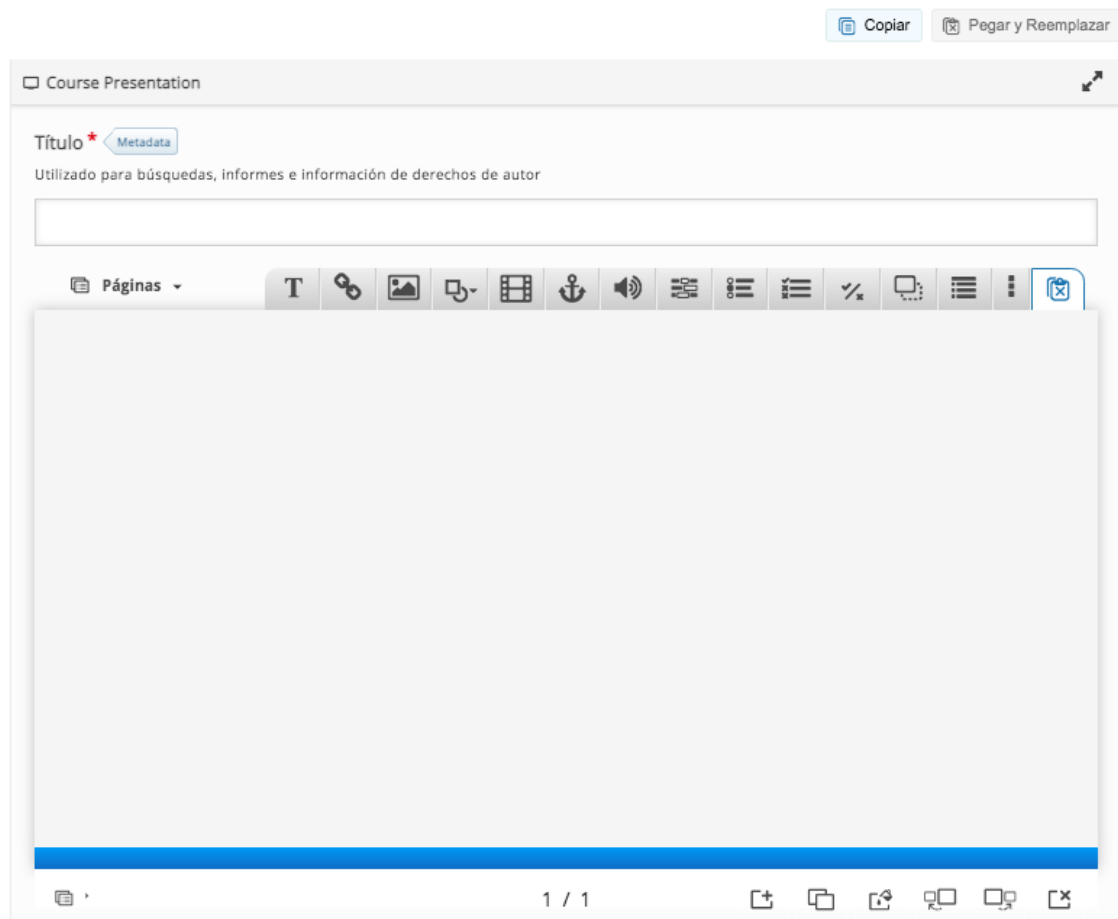 Copiar Pegar y Reemplazar
Course Presentation
Título * Metadata
Utilizado para búsquedas, informes e información de derechos de autor
Páginas T
1 / 1